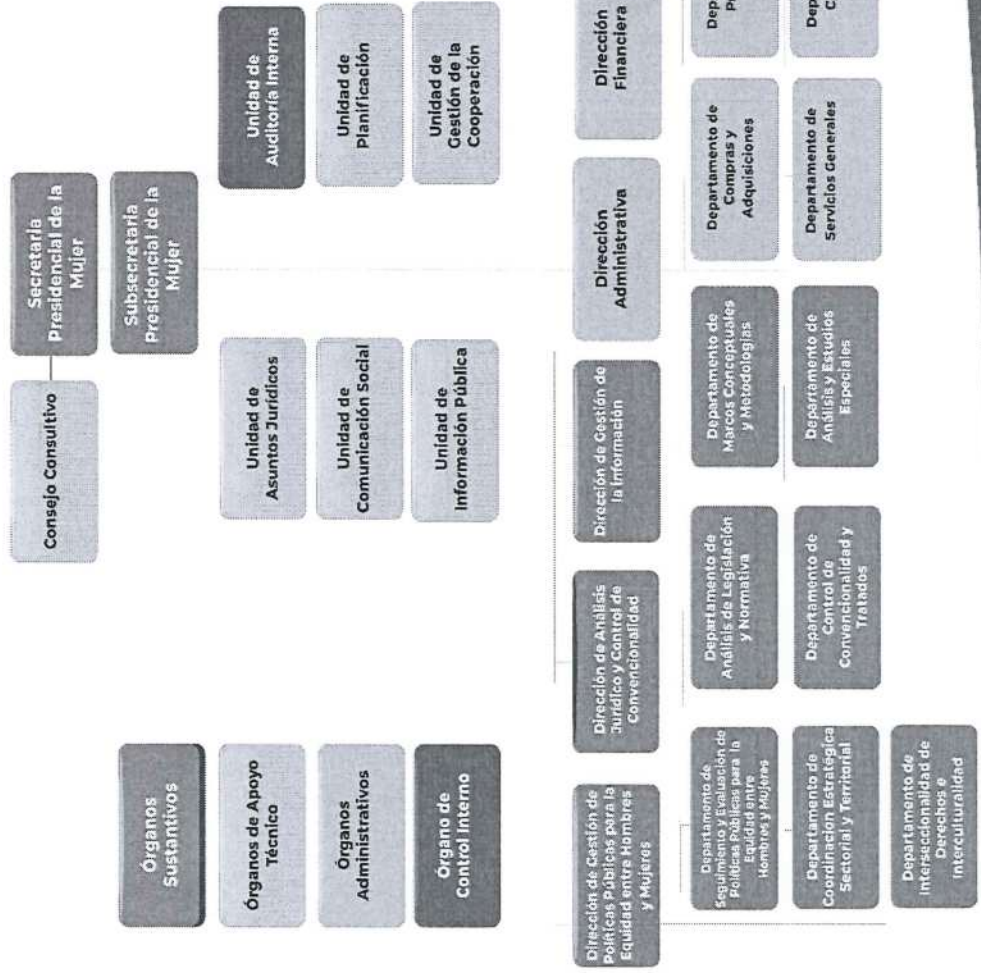 Consejo Consultivo
Secretaria
Presidencial de la
Mujer
Subsecretaria
Presidencial de la
Mujer
Órganos
Sustantivos
Órganos de Apoyo
Técnico
Órganos
Administrativos
Órgano de
Control Interno
Unidad de
Asuntos Jurídicos
Unidad de
Comunicación Social
Unidad de
Información Pública
Unidad de
Auditoría Interna
Unidad de
Planificación
Unidad de
Gestión de la
Cooperación
Dirección de Gestión de
Políticas Públicas para la
Equidad entre Hombres
y Mujeres
Dirección de Análisis
Jurídico y Control de
Convencionalidad
Dirección de Gestión de
la Información
Dirección
Administrativa
Dirección
Financiera
Departamento de
Seguimiento y Evaluación de
Políticas Públicas para la
Equidad entre
Hombres y Mujeres
Departamento de
Coordinación Estratégica
Sectorial y Territorial
Departamento de
Interseccionalidad de
Derechos e
Interculturalidad
Departamento de
Análisis de Legislación
y Normativa
Departamento de
Control de
Convencionalidad y
Tratados
Departamento de
Marcos Conceptuales
y Metodologías
Departamento de
Análisis y Estudios
Especiales
Departamento de
Compras y
Adquisiciones
Departamento de
Servicios Generales